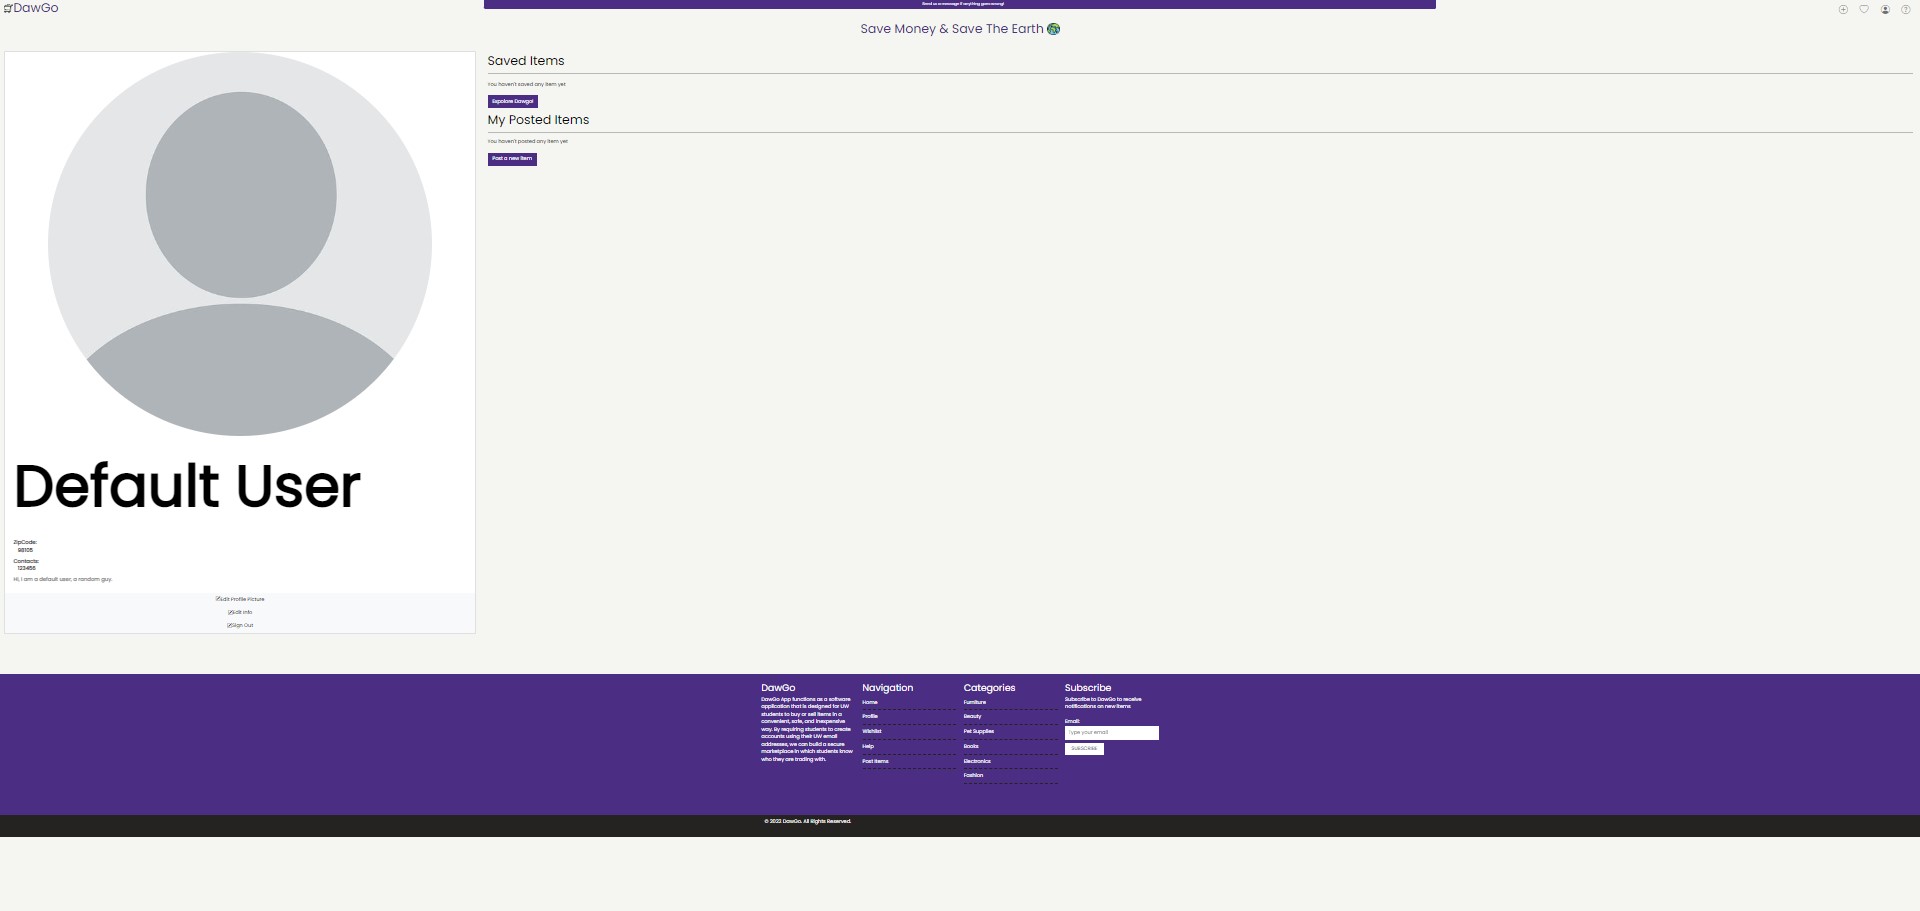 DawGo
Send us a message if anything goes wrong!
Save Money & Save The Earth
Saved Items
You haven't saved any item yet
Expolore Dawgo!
My Posted Items
You haven't posted any item yet
Post a new item
Default User
ZipCode:
98105
Contacts:
123456
Hi, I am a default user, a random guy.
Edit Profile Picture
Edit Info
Sign Out
DawGo
DawGo App functions as a software
application that is designed for UW
students to buy or sell items in a
convenient, safe, and inexpensive
way. By requiring students to create
accounts using their UW email
addresses, we can build a secure
marketplace in which students know
who they are trading with.
Navigation
Home
Profile
Wishlist
Help
Post Items
Categories
Furniture
Beauty
Pet Supplies
Books
Electronics
Fashion
Subscribe
Subscribe to DawGo to receive
notifications on new items
Email:
Type your email
SUBSCRIBE
© 2022 DawGo. All Rights Reserved.